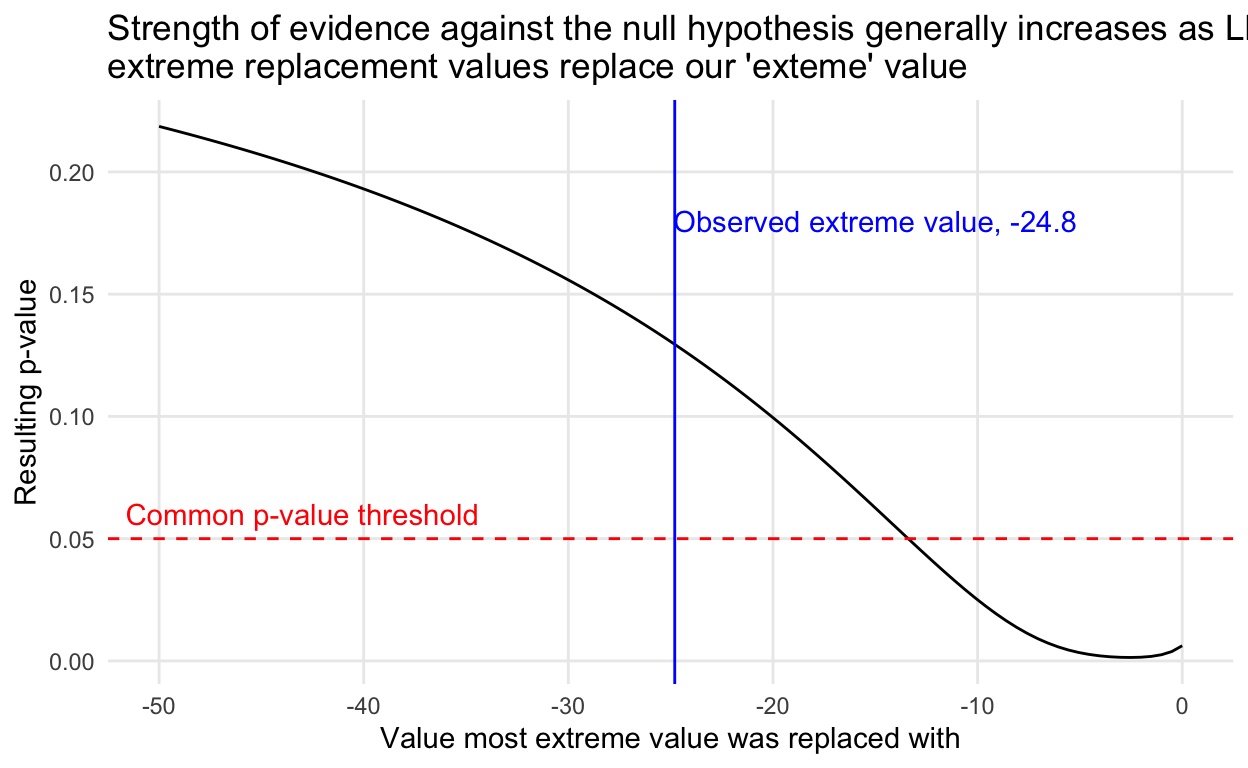 Strength of evidence against the null hypothesis generally increases as
extreme replacement values replace our 'exteme' value
0.20
Observed extreme value, -24.8
0.15
Resulting p-value
0.10
Common p-value threshold
0.05
0.00
-50 -40 -30 -20 -10 0
Value most extreme value was replaced with